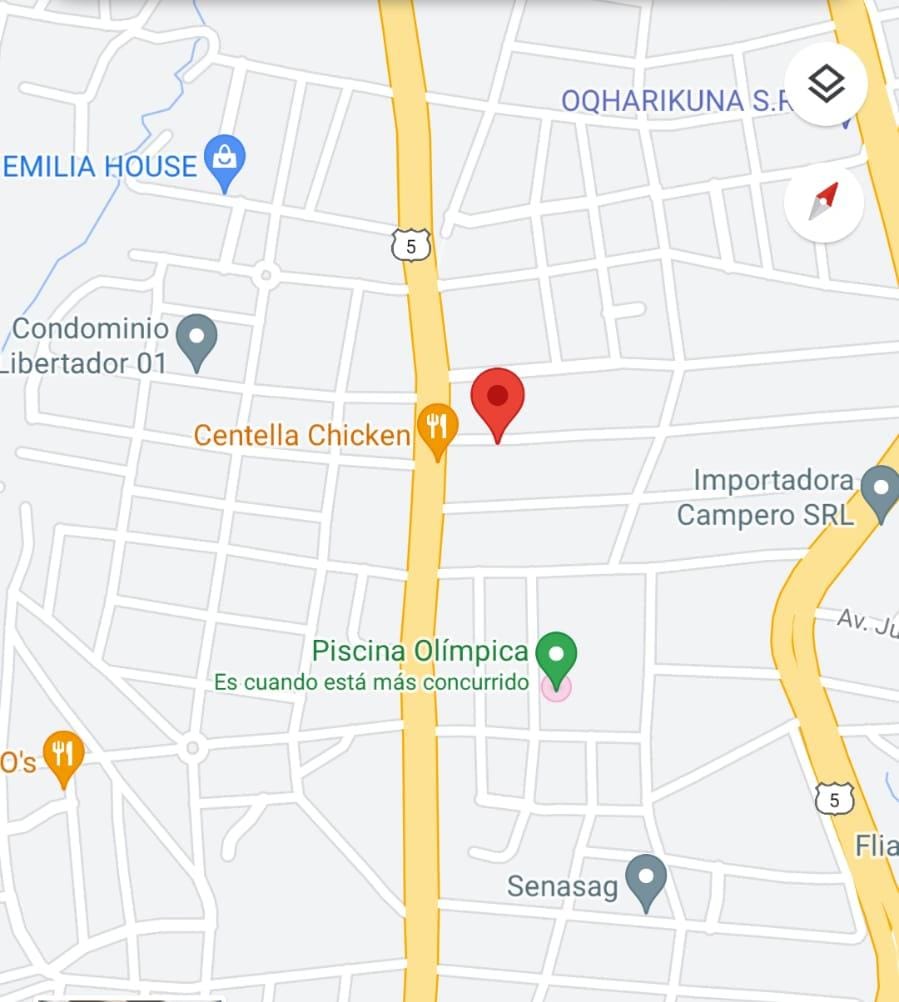 OQHARIKUNA S.R
EMILIA HOUSE
5
Condominio
Libertador 01
Centella Chicken
Importadora
Campero SRL
Av. Ju
Piscina Olímpica
Es cuando está más concurrido
O's
5
Flia
Senasag